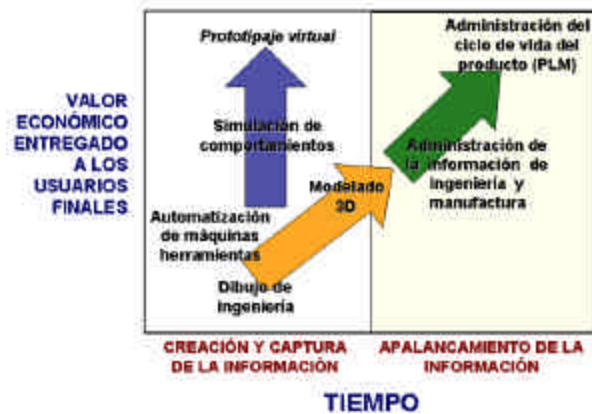 Prototipaje virtual
Administración del
ciclo de vida del
producto (PLM)
VALOR
ECONÓMICO
ENTREGADO
A LOS
USUARIOS
FINALES
Simulación de
comportamientos
Administración de
la información de
ingeniería y
manufactura
Modelado
3D
Automatización
de máquinas
herramientas
Dibujo de
ingeniería
CREACIÓN Y CAPTURA
DE LA INFORMACIÓN
APALANCAMIENTO DE LA
INFORMACIÓN
TIEMPO